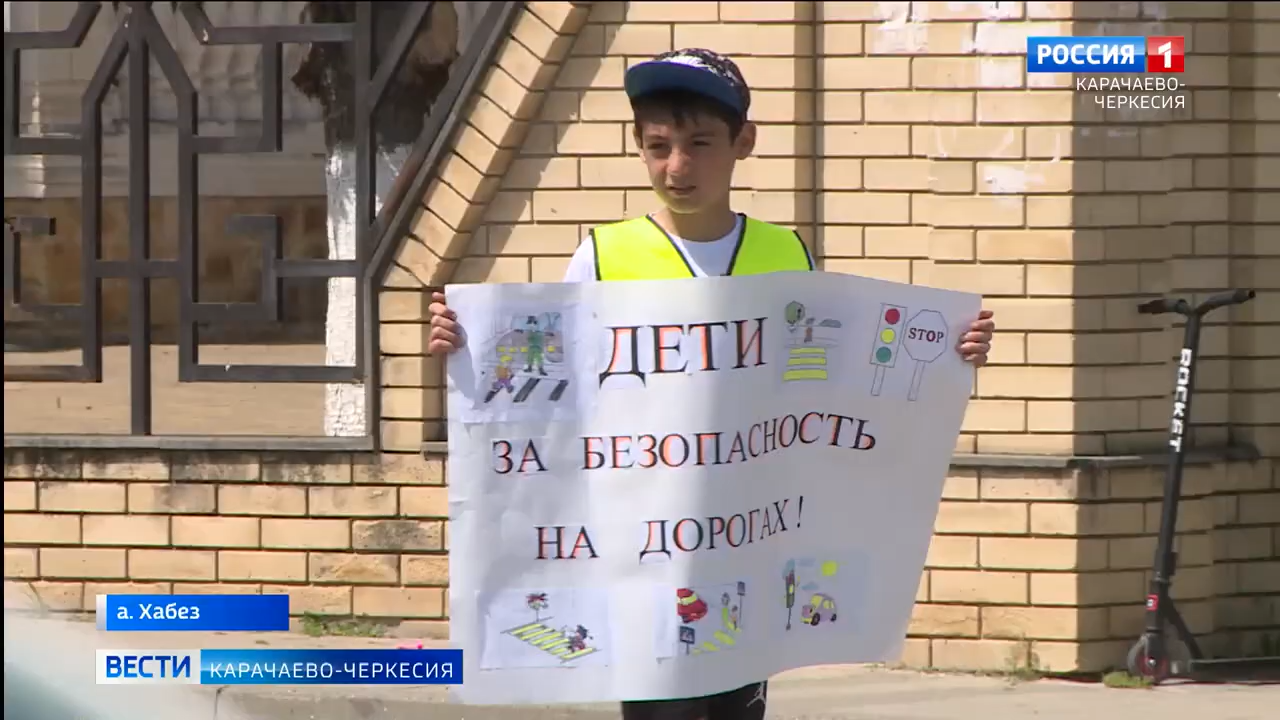 РОССИЯ 1
КАРАЧАЕВО-
ЧЕРКЕСИЯ
ДЕТИ
STOP
ЗА БЕЗОПАСНОСТЬ
НА ДОРОГАХ!
ROCKET
а. Хабез
ВЕСТИ КАРАЧАЕВО-ЧЕРКЕСИЯ